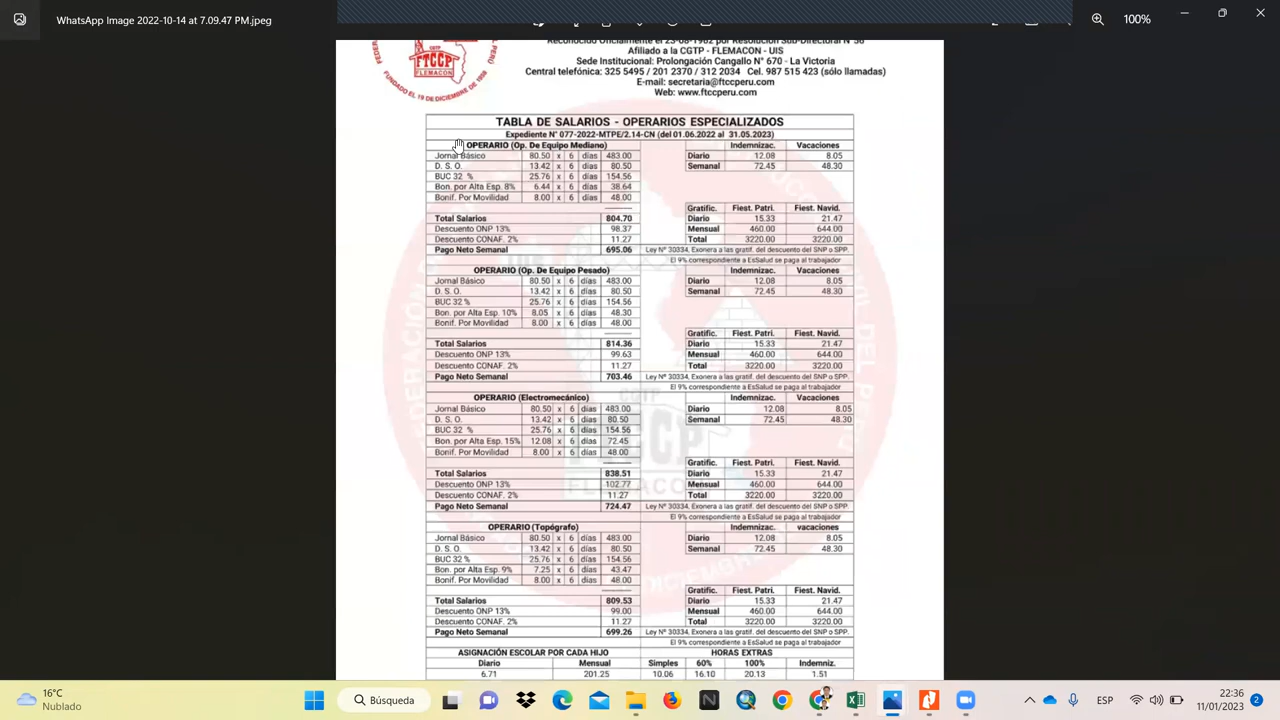 WhatsApp Image 2022-10-14 at 7.09.47 PM.jpeg
100%
Reconocido Oficialmente el 23-08-1962 por Resolución Sub-Directoral N° 56
Afiliado a la CGTP - FLEMACON - UIS
Sede Institucional: Prolongación Cangallo N° 670 - La Victoria
Central telefónica: 325 5495 / 201 2370 / 312 2034 Cel. 987 515 423 (sólo llamadas)
E-mail: secretaria@ftccperu.com
Web: www.ftccperu.com
CGTP
FTCCP
FLEMACON
FUNDADO EL 19 DE DICIEMBRE DE 1958
TABLA DE SALARIOS - OPERARIOS ESPECIALIZADOS
Expediente N° 077-2022-MTPE/2.14-CN (del 01.06.2022 al 31.05.2023)
OPERARIO (Op. De Equipo Mediano) Indemnizac. Vacaciones
Jornal Básico 80.50 x 6 días 483.00 Diario 12.08 8.05
D. S. O. 13.42 x 6 días 80.50 Semanal 72.45 48.30
BUC 32 % 25.76 x 6 días 154.56
Bon. por Alta Esp. 8% 6.44 x 6 días 38.64
Bonif. Por Movilidad 8.00 x 6 días 48.00
Gratific. Fiest. Patri. Fiest. Navid.
Total Salarios 804.70 Diario 15.33 21.47
Descuento ONP 13% 98.37 Mensual 460.00 644.00
Descuento CONAF. 2% 11.27 Total 3220.00 3220.00
Pago Neto Semanal 695.06 Ley Nº 30334, Exonera a las gratif. del descuento del SNP o SPP.
El 9% correspondiente a EsSalud se paga al trabajador
OPERARIO (Op. De Equipo Pesado) Indemnizac. Vacaciones
Jornal Básico 80.50 x 6 días 483.00 Diario 12.08 8.05
D. S. O. 13.42 x 6 días 80.50 Semanal 72.45 48.30
BUC 32 % 25.76 x 6 días 154.56
Bon. por Alta Esp. 10% 8.05 x 6 días 48.30
Bonif. Por Movilidad 8.00 x 6 días 48.00
Gratific. Fiest. Patri. Fiest. Navid.
Total Salarios 814.36 Diario 15.33 21.47
Descuento ONP 13% 99.63 Mensual 460.00 644.00
Descuento CONAF. 2% 11.27 Total 3220.00 3220.00
Pago Neto Semanal 703.46 Ley Nº 30334, Exonera a las gratif. del descuento del SNP o SPP.
El 9% correspondiente a EsSalud se paga al trabajador
OPERARIO (Electromecánico) Indemnizac. Vacaciones
Jornal Básico 80.50 x 6 días 483.00 Diario 12.08 8.05
D. S. O. 13.42 x 6 días 80.50 Semanal 72.45 48.30
BUC 32 % 25.76 x 6 días 154.56
Bon. por Alta Esp. 15% 12.08 x 6 días 72.45
Bonif. Por Movilidad 8.00 x 6 días 48.00
Gratific. Fiest. Patri. Fiest. Navid.
Total Salarios 838.51 Diario 15.33 21.47
Descuento ONP 13% 102.77 Mensual 460.00 644.00
Descuento CONAF. 2% 11.27 Total 3220.00 3220.00
Pago Neto Semanal 724.47 Ley Nº 30334, Exonera a las gratif. del descuento del SNP o SPP.
El 9% correspondiente a EsSalud se paga al trabajador
OPERARIO (Topógrafo) Indemnizac. vacaciones
Jornal Básico 80.50 x 6 días 483.00 Diario 12.08 8.05
D. S. O. 13.42 x 6 días 80.50 Semanal 72.45 48.30
BUC 32 % 25.76 x 6 días 154.56
Bon. por Alta Esp. 9% 7.25 x 6 días 43.47
Bonif. Por Movilidad 8.00 x 6 días 48.00
Gratific. Fiest. Patri. Fiest. Navid.
Total Salarios 809.53 Diario 15.33 21.47
Descuento ONP 13% 99.00 Mensual 460.00 644.00
Descuento CONAF. 2% 11.27 Total 3220.00 3220.00
Pago Neto Semanal 699.26 Ley Nº 30334, Exonera a las gratif. del descuento del SNP o SPP.
El 9% correspondiente a EsSalud se paga al trabajador
ASIGNACIÓN ESCOLAR POR CADA HIJO HORAS EXTRAS
Diario Mensual Simples 60% 100% Indemniz.
6.71 201.25 10.06 16.10 20.13 1.51
16°C
Nublado
Búsqueda
ESP
22:36
11/01/2023
2